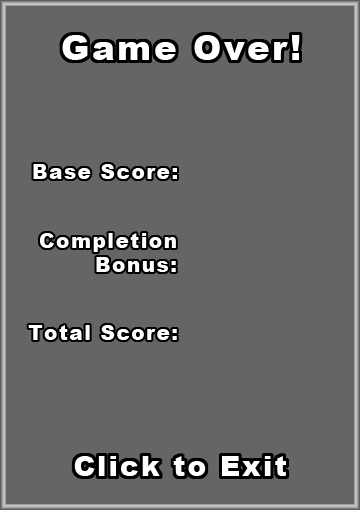 Game Over!
Base Score:
Completion
Bonus:
Total Score:
Click to Exit